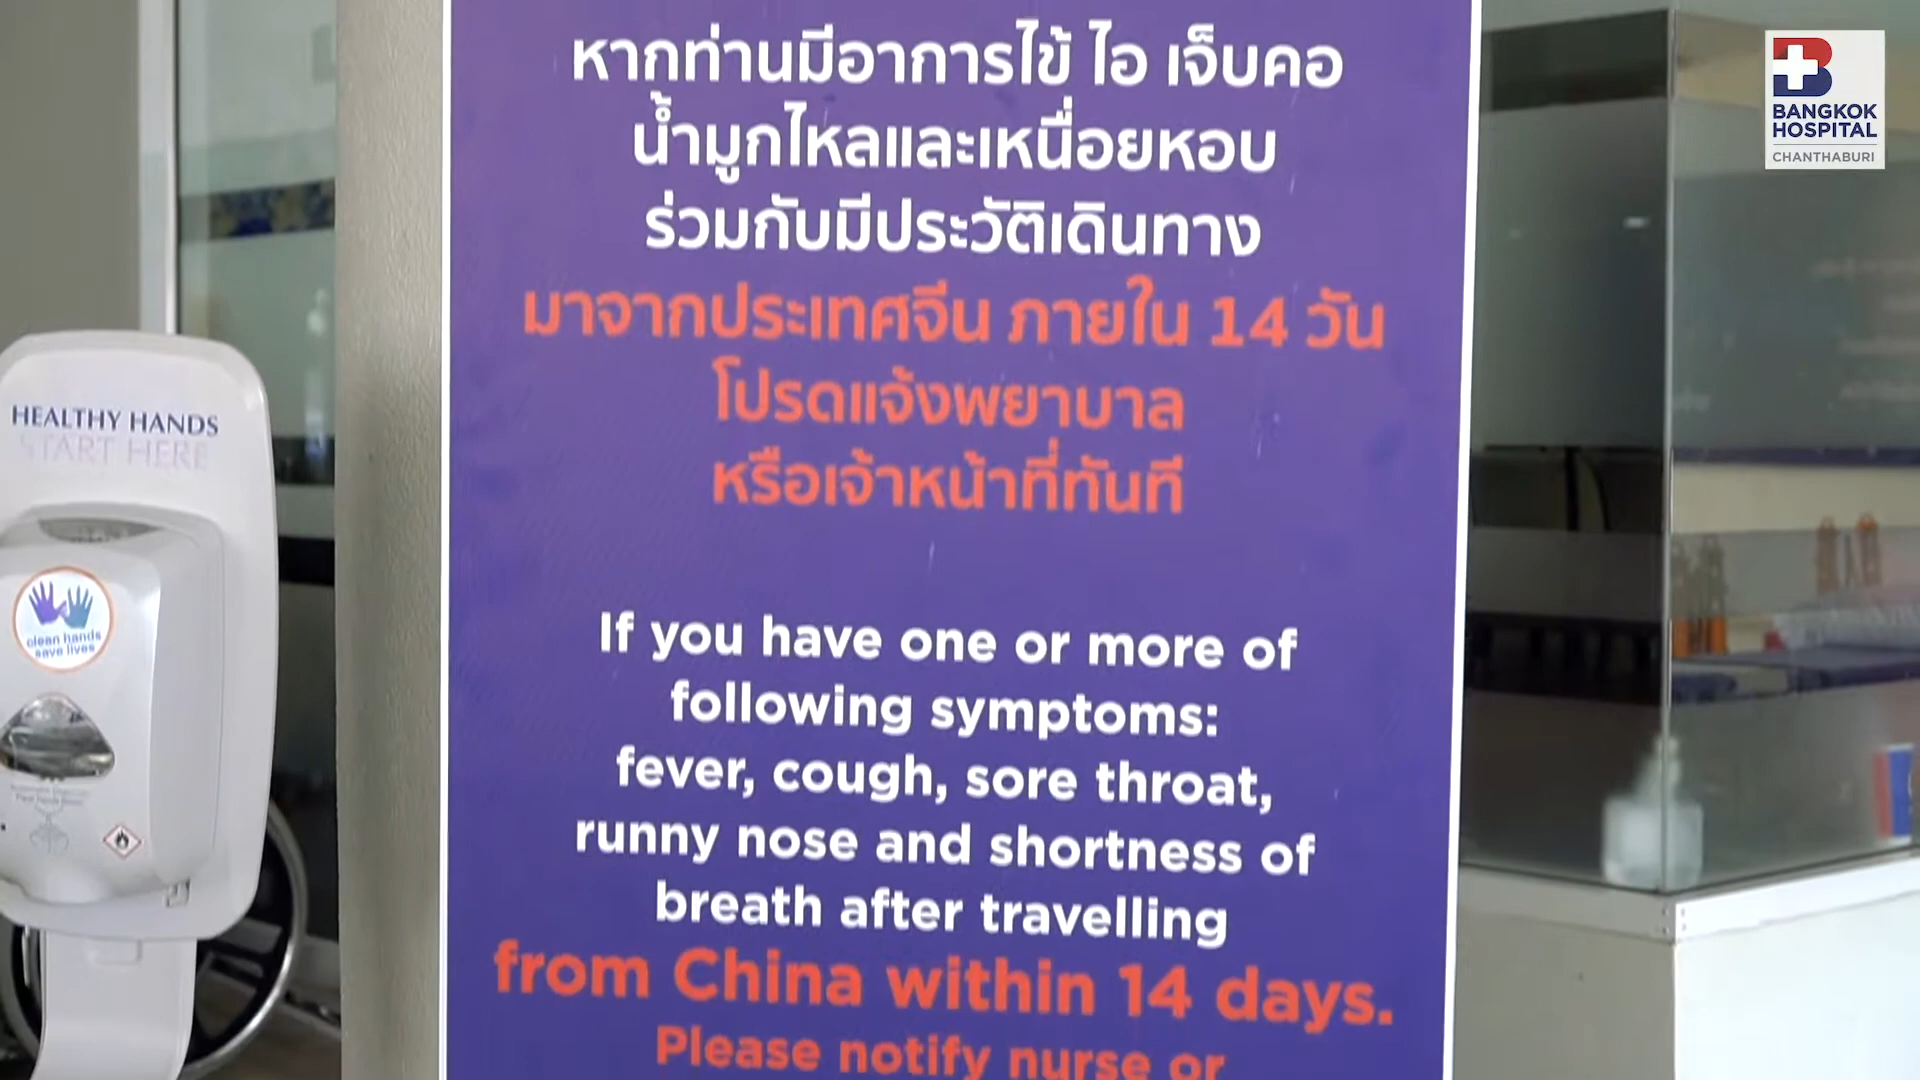 หากท่านมีอาการไข้ ไอ เจ็บคอ
น้ำมูกไหลและเหนื่อยหอบ
ร่วมกับมีประวัติเดินทาง
มาจากประเทศจีน ภายใน 14 วัน
โปรดแจ้งพยาบาล
หรือเจ้าหน้าที่ทันที
If you have one or more of
following symptoms:
fever, cough, sore throat,
runny nose and shortness of
breath after travelling
from China within 14 days.
Please notify nurse or
HEALTHY HANDS
START HERE
clean hands
save lives
BANGKOK
HOSPITAL
CHANTHABURI